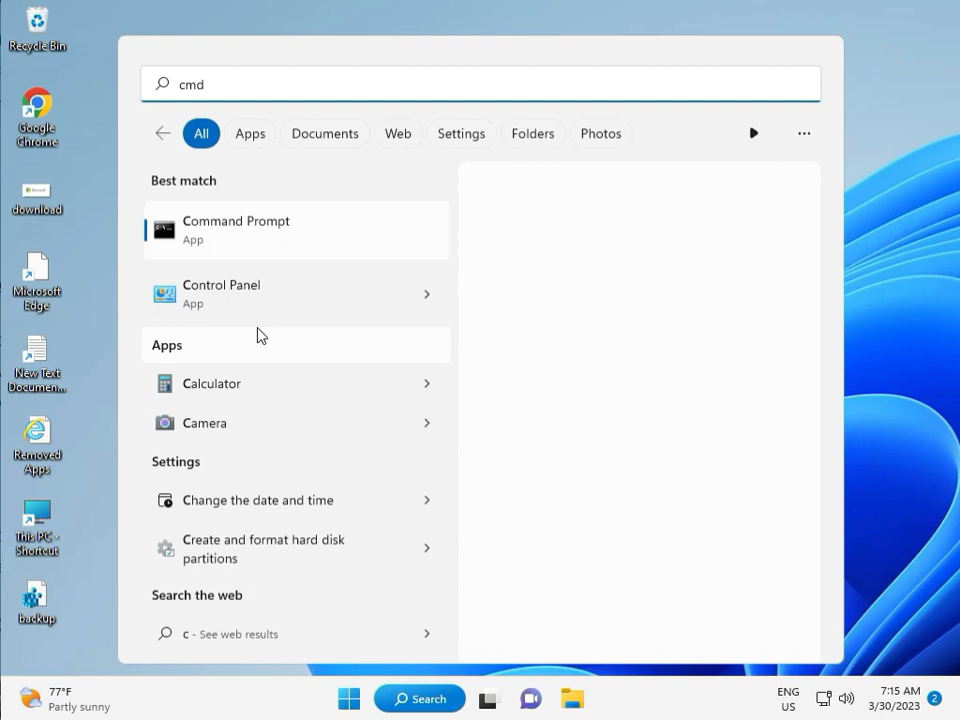 Recycle Bin
Google
Chrome
download
Microsoft
Edge
New Text
Documen...
Removed
Apps
This PC -
Shortcut
backup
cmd
All
Apps
Documents
Web
Settings
Folders
Photos
...
Best match
Command Prompt
App
Control Panel
App
Apps
Calculator
Camera
Settings
Change the date and time
Create and format hard disk
partitions
Search the web
c - See web results
77°F
Partly sunny
Search
ENG
US
7:15 AM
3/30/2023
2